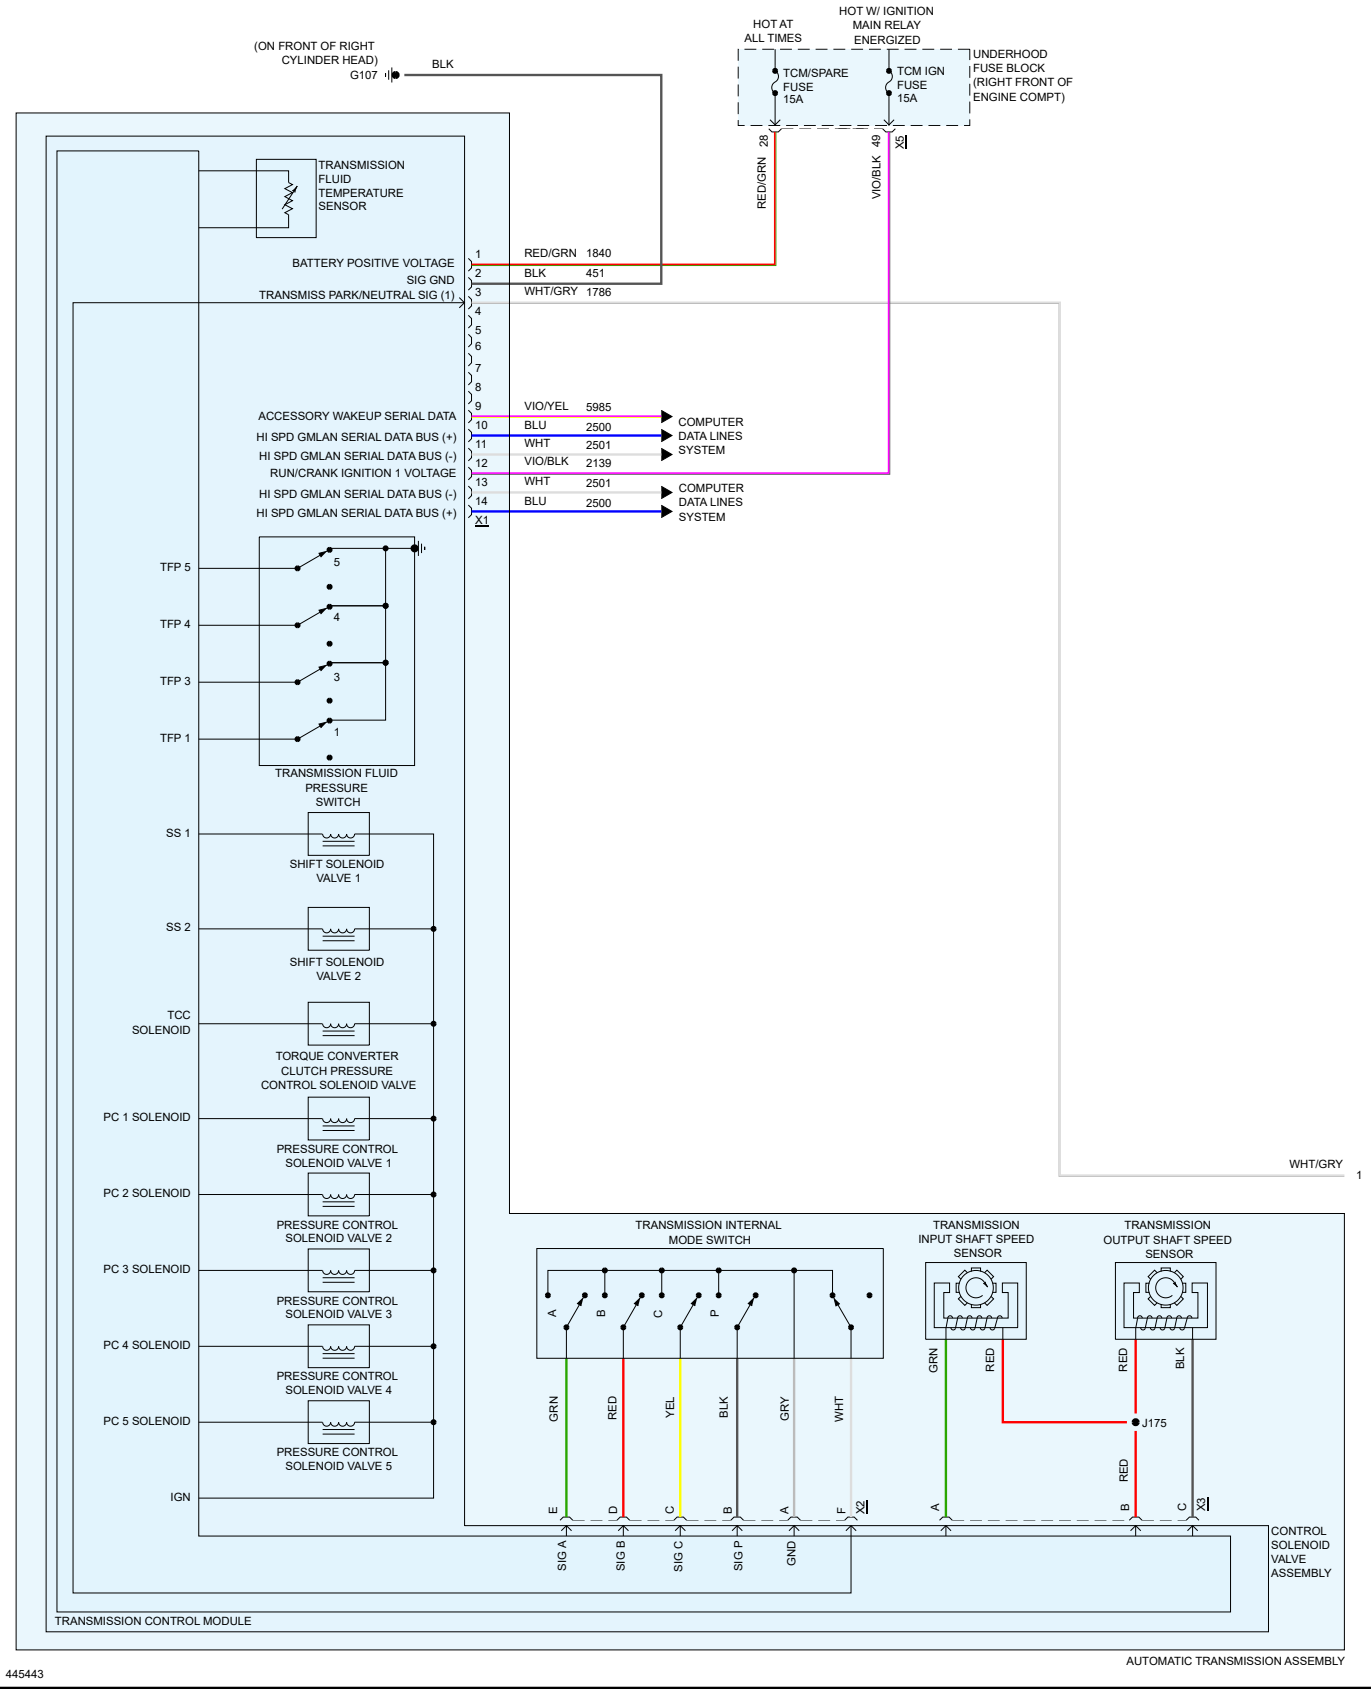 HOT AT
ALL TIMES
HOT W/ IGNITION
MAIN RELAY
ENERGIZED
TCM/SPARE
FUSE
15A
TCM IGN
FUSE
15A
UNDERHOOD
FUSE BLOCK
(RIGHT FRONT OF
ENGINE COMPT)
28
49
X5
RED/GRN
VIO/BLK
(ON FRONT OF RIGHT
CYLINDER HEAD)
G107
BLK
TRANSMISSION
FLUID
TEMPERATURE
SENSOR
BATTERY POSITIVE VOLTAGE
1
RED/GRN 1840
SIG GND
2
BLK 451
TRANSMISS PARK/NEUTRAL SIG (1)
3
WHT/GRY 1786
4
5
6
7
8
ACCESSORY WAKEUP SERIAL DATA
9
VIO/YEL 5985
HI SPD GMLAN SERIAL DATA BUS (+)
10
BLU 2500
HI SPD GMLAN SERIAL DATA BUS (-)
11
WHT 2501
RUN/CRANK IGNITION 1 VOLTAGE
12
VIO/BLK 2139
HI SPD GMLAN SERIAL DATA BUS (-)
13
WHT 2501
HI SPD GMLAN SERIAL DATA BUS (+)
14
BLU 2500
X1
COMPUTER
DATA LINES
SYSTEM
COMPUTER
DATA LINES
SYSTEM
TFP 5
5
TFP 4
4
TFP 3
3
TFP 1
1
TRANSMISSION FLUID
PRESSURE
SWITCH
SS 1
SHIFT SOLENOID
VALVE 1
SS 2
SHIFT SOLENOID
VALVE 2
TCC
SOLENOID
TORQUE CONVERTER
CLUTCH PRESSURE
CONTROL SOLENOID VALVE
PC 1 SOLENOID
PRESSURE CONTROL
SOLENOID VALVE 1
PC 2 SOLENOID
PRESSURE CONTROL
SOLENOID VALVE 2
PC 3 SOLENOID
PRESSURE CONTROL
SOLENOID VALVE 3
PC 4 SOLENOID
PRESSURE CONTROL
SOLENOID VALVE 4
PC 5 SOLENOID
PRESSURE CONTROL
SOLENOID VALVE 5
IGN
WHT/GRY 1
TRANSMISSION INTERNAL
MODE SWITCH
A
B
C
P
GRN
RED
YEL
BLK
GRY
WHT
E
D
C
B
A
F
X2
SIG A
SIG B
SIG C
SIG P
GND
TRANSMISSION
INPUT SHAFT SPEED
SENSOR
GRN
RED
TRANSMISSION
OUTPUT SHAFT SPEED
SENSOR
RED
BLK
J175
RED
A
B
C
X3
CONTROL
SOLENOID
VALVE
ASSEMBLY
TRANSMISSION CONTROL MODULE
AUTOMATIC TRANSMISSION ASSEMBLY
445443